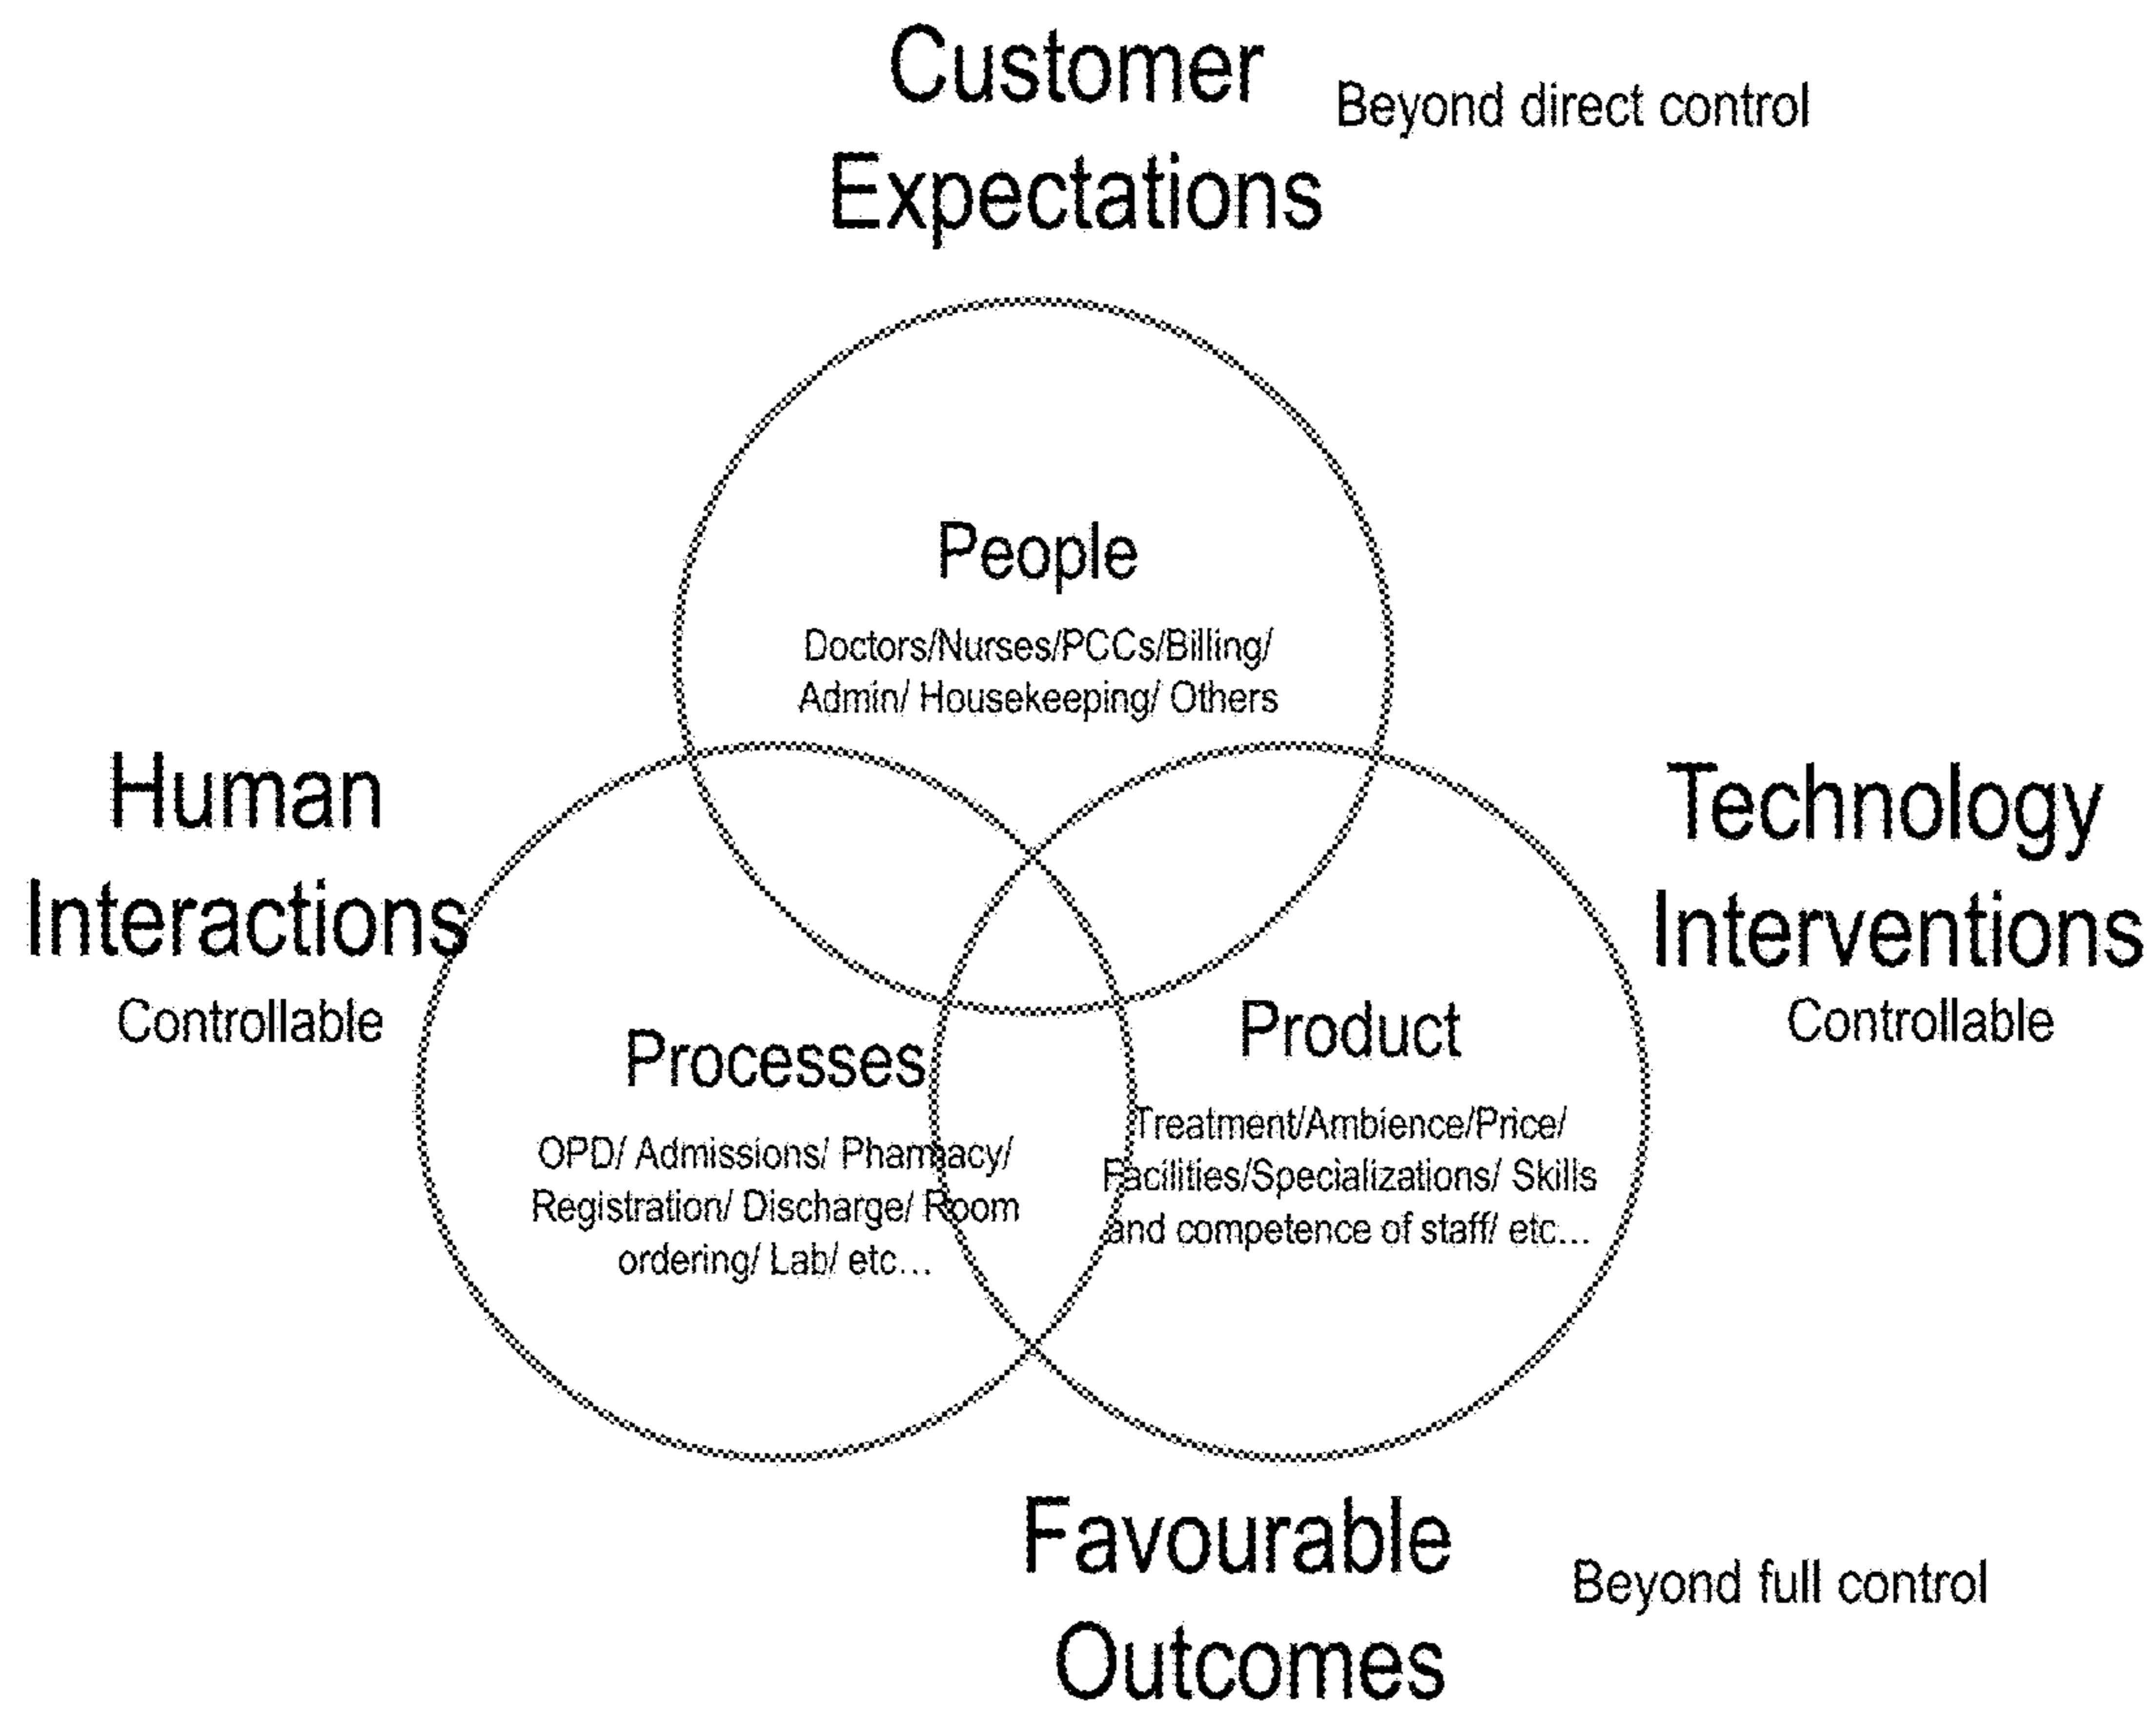 Customer
Expectations
Beyond direct control
People
Doctors/Nurses/PCCs/Billing/
Admin/ Housekeeping/ Others
Human
Interactions
Controllable
Technology
Interventions
Controllable
Processes
OPD/ Admissions/ Pharmacy/
Registration/ Discharge/ Room
ordering/ Lab/ etc...
Product
Treatment/Ambience/Price/
Facilities/Specializations/ Skills
and competence of staff/ etc...
Favourable
Outcomes
Beyond full control